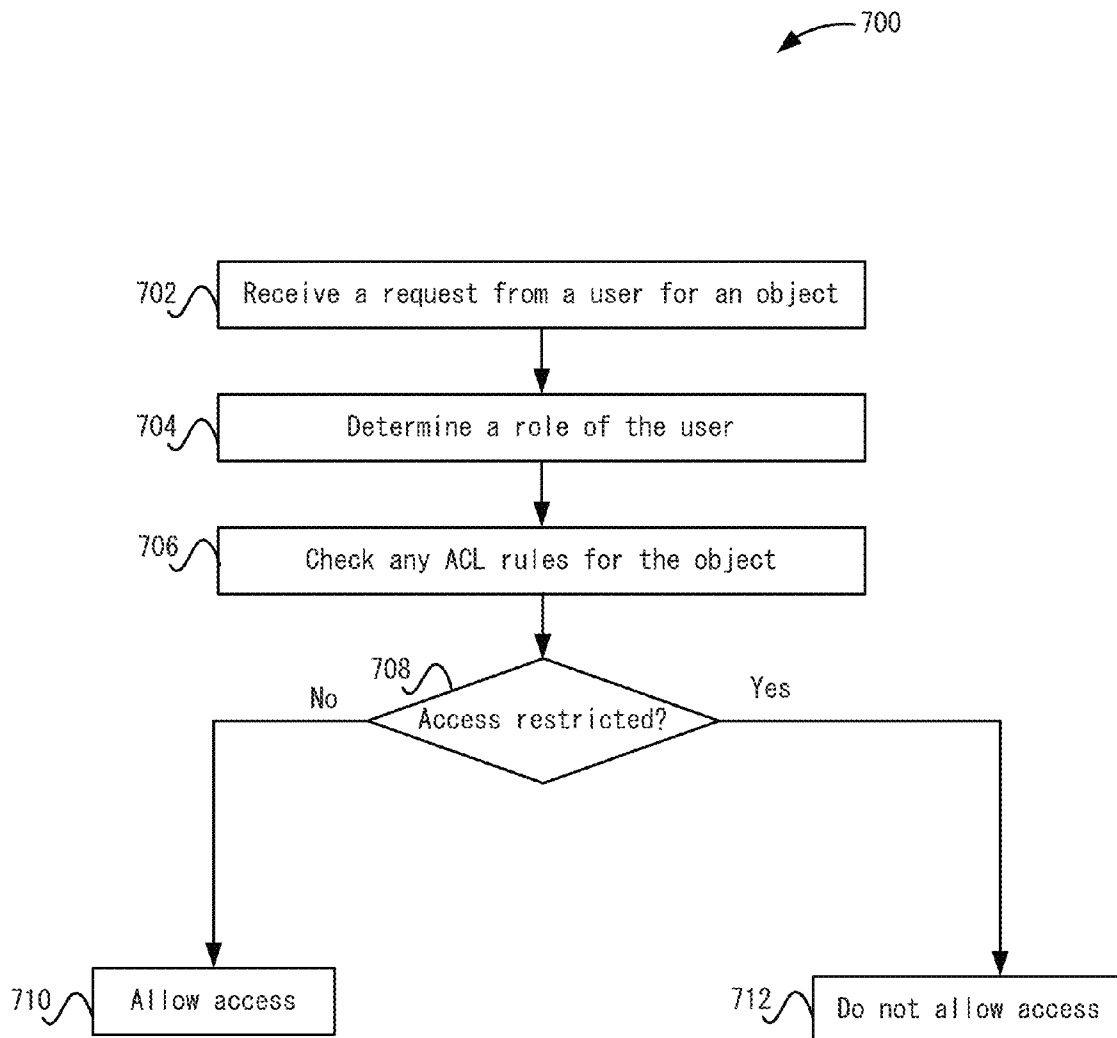 700
702
Receive a request from a user for an object
704
Determine a role of the user
706
Check any ACL rules for the object
708
No
Yes
Access restricted?
710
Allow access
712
Do not allow access